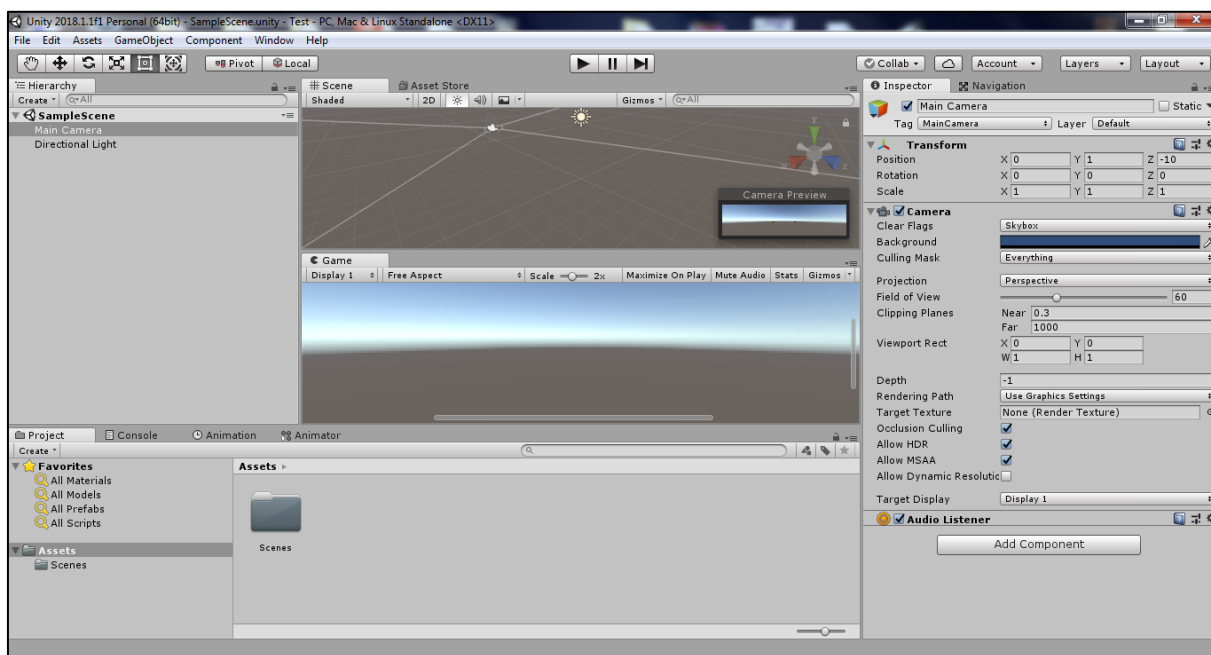 Unity 2018.1.1f1 Personal (64bit) - SampleScene.unity - Test - PC, Mac & Linux Standalone <DX11>
File Edit Assets GameObject Component Window Help
Pivot Local Collab Account Layers Layout
Hierarchy
Create All
SampleScene
Main Camera
Directional Light
Scene Asset Store
Shaded 2D Gizmos All
y
x z
Camera Preview
Game
Display 1 Free Aspect Scale 2x Maximize On Play Mute Audio Stats Gizmos
Inspector Navigation
Main Camera Static
Tag MainCamera Layer Default
Transform
Position X 0 Y 1 Z -10
Rotation X 0 Y 0 Z 0
Scale X 1 Y 1 Z 1
Camera
Clear Flags Skybox
Background
Culling Mask Everything
Projection Perspective
Field of View 60
Clipping Planes Near 0.3
Far 1000
Viewport Rect X 0 Y 0
W 1 H 1
Depth -1
Rendering Path Use Graphics Settings
Target Texture None (Render Texture)
Occlusion Culling
Allow HDR
Allow MSAA
Allow Dynamic Resolutic
Target Display Display 1
Audio Listener
Add Component
Project Console Animation Animator
Create
Favorites
All Materials
All Models
All Prefabs
All Scripts
Assets
Scenes
Assets
Scenes